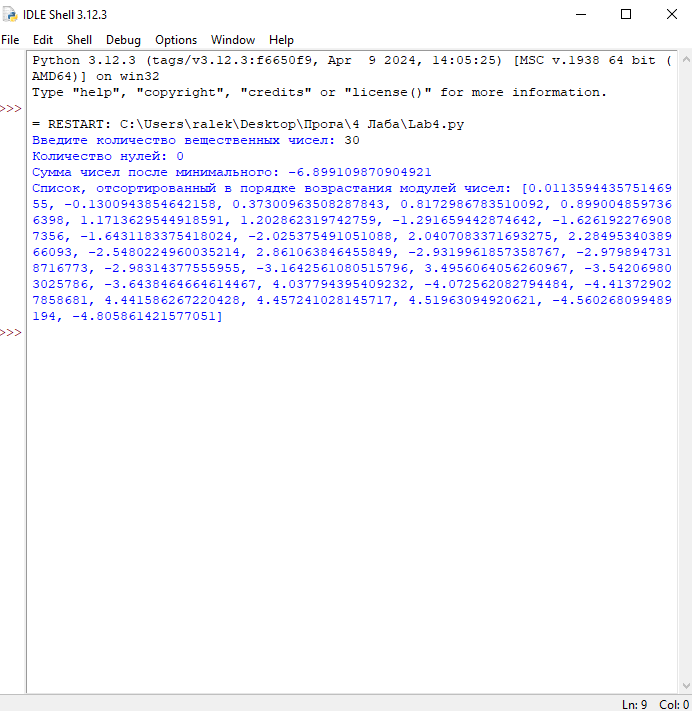 IDLE Shell 3.12.3
File Edit Shell Debug Options Window Help
Python 3.12.3 (tags/v3.12.3:f6650f9, Apr  9 2024, 14:05:25) [MSC v.1938 64 bit (
AMD64)] on win32
Type "help", "copyright", "credits" or "license()" for more information.
>>>
= RESTART: C:\Users\ralek\Desktop\Прога\4 Лаба\Lab4.py
Введите количество вещественных чисел: 30
Количество нулей: 0
Сумма чисел после минимального: -6.899109870904921
Список, отсортированный в порядке возрастания модулей чисел: [0.0113594435751469
55, -0.1300943854642158, 0.37300963508287843, 0.8172986783510092, 0.899004859736
6398, 1.1713629544918591, 1.202862319742759, -1.291659442874642, -1.626192276908
7356, -1.6431183375418024, -2.025375491051088, 2.0407083371693275, 2.28495340389
66093, -2.5480224960035214, 2.861063846455849, -2.9319961857358767, -2.979894731
8716773, -2.98314377555955, -3.1642561080515796, 3.4956064056260967, -3.54206980
3025786, -3.6438464664614467, 4.037794395409232, -4.072562082794484, -4.41372902
7858681, 4.441586267220428, 4.457241028145717, 4.51963094920621, -4.560268099489
194, -4.805861421577051]
>>>
Ln: 9 Col: 0